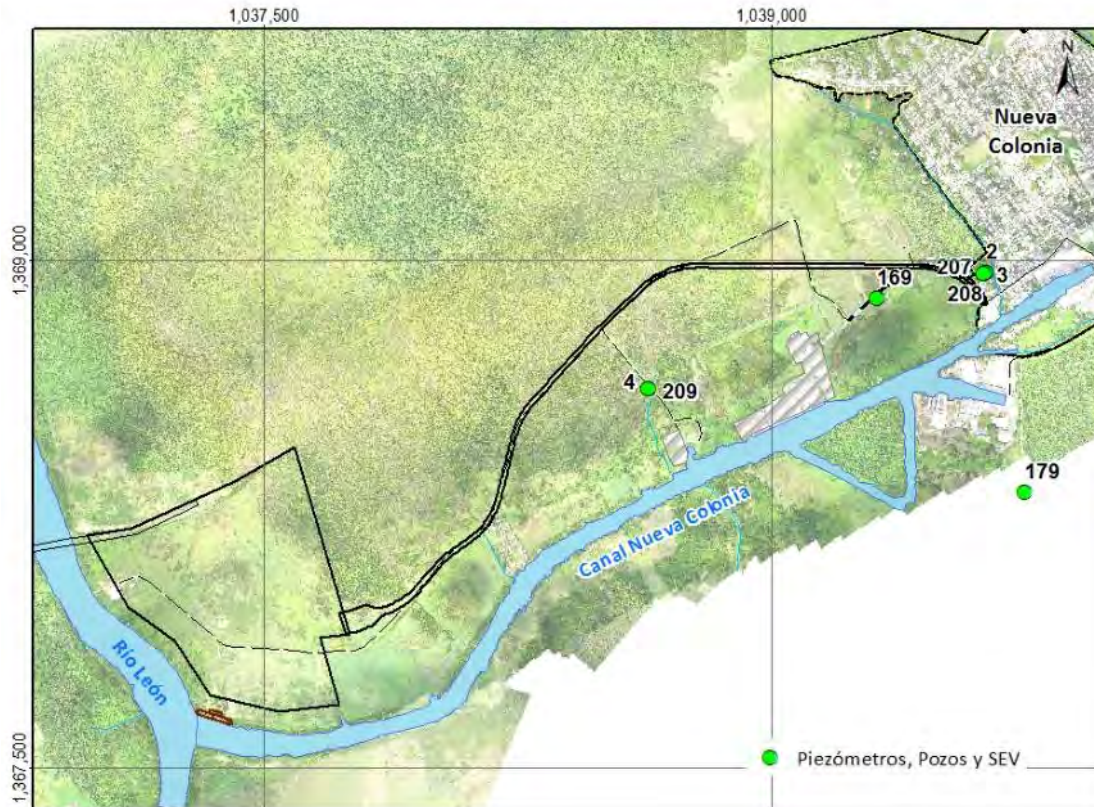 1,037,500
1,039,000
N
Nueva
Colonia
1,369,000
2
207
3
169
208
4
209
179
Canal Nueva Colonia
Río León
1,367,500
Piezómetros, Pozos y SEV